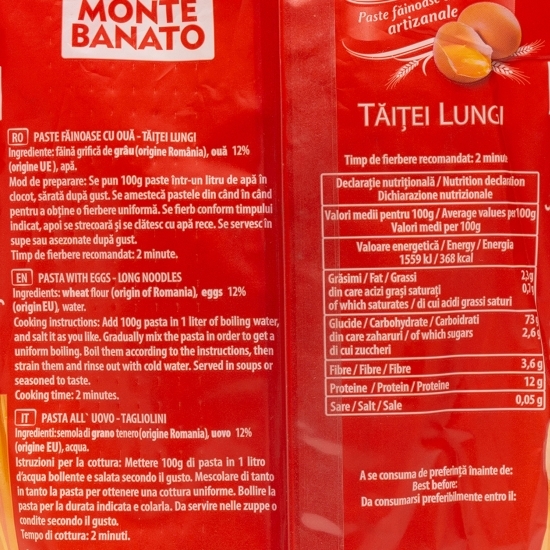 MONTE
BANATO
RO PASTE FĂINOASE CU OUĂ - TĂIȚEI LUNGI
Ingrediente: făină grifică de grâu (origine România), ouă 12%
(origine UE), apă.
Mod de preparare: Se pun 100g paste într-un litru de apă în
clocot, sărată după gust. Se amestecă pastele din când în când
pentru a obține o fierbere uniformă. Se fierb conform timpului
indicat, apoi se strecoară și se clătesc cu apă rece. Se servesc în
supe sau asezonate după gust.
Timp de fierbere: 2 minute.
EN PASTA WITH EGGS - LONG NOODLES
Ingredients: wheat flour (origin of Romania), eggs 12%
(origin EU), water.
Cooking instructions: Add 100g pasta in 1 liter of boiling water,
and salt it as you like. Gradually mix the pasta in order to get a
uniform boiling. Boil them according to the instructions, then
strain them and rinse out with cold water. Served in soups or
seasoned to taste.
Cooking time: 2 minutes.
IT PASTA ALL` UOVO - TAGLIOLINI
Ingredienti: semola di grano tenero (origine Romania), uovo 12%
(origine EU), acqua.
Istruzioni per la cottura: Mettere 100g di pasta in 1 litro
d'acqua bollente e salata secondo il gusto. Mescolare di tanto
in tanto la pasta per ottenere una cottura uniforme. Bollire la
pasta per la durata indicata e colarla. Da servire nelle zuppe o
condite secondo il gusto.
Tempo di cottura: 2 minuti.
Paste făinoase
artizanale
TĂIȚEI LUNGI
Timp de fierbere recomandat: 2 minute
Declarație nutrițională / Nutrition declaration
Dichiarazione nutrizionale
Valori medii pentru 100g / Average values per 100g
Valori medi per 100g
Valoare energetică / Energy / Energia
1559 kJ / 368 kcal
Grăsimi / Fat / Grassi
din care acizi grași saturați
of which saturates / di cui acidi grassi saturi
Glucide / Carbohydrate / Carboidrati 73
din care zaharuri / of which sugars 2,6
di cui zuccheri
Fibre / Fibre / Fibre 3,6 g
Proteine / Protein / Proteine 12 g
Sare / Salt / Sale 0,05 g
A se consuma de preferință înainte de:
Best before:
Da consumarsi preferibilmente entro il: